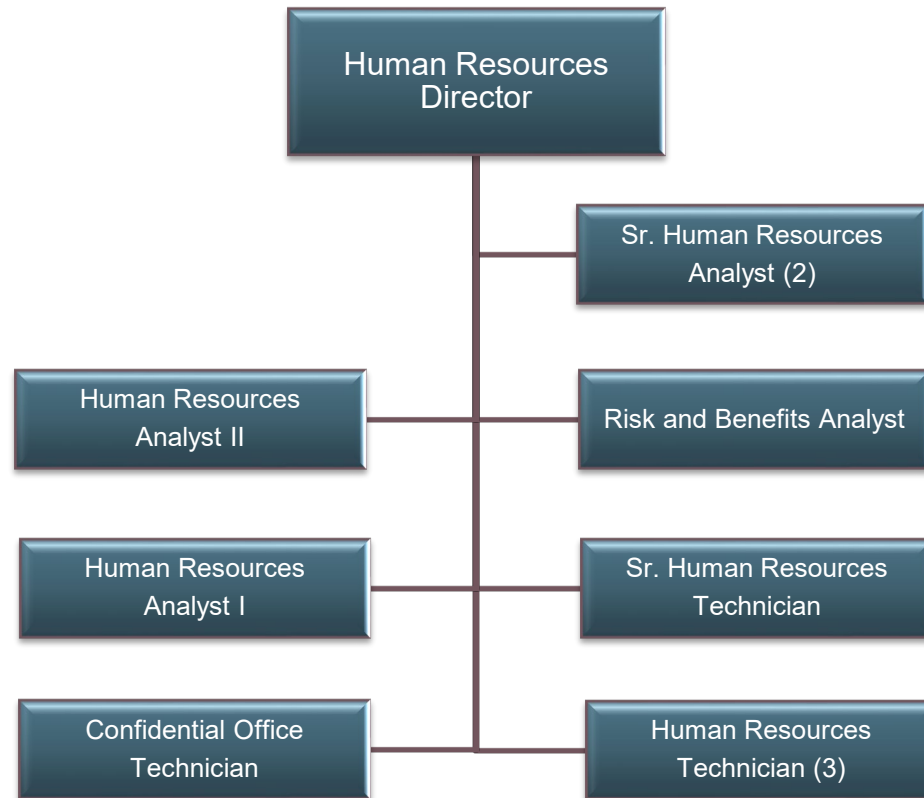 Human Resources
Director
Sr. Human Resources
Analyst (2)
Human Resources
Analyst II
Risk and Benefits Analyst
Human Resources
Analyst I
Sr. Human Resources
Technician
Confidential Office
Technician
Human Resources
Technician (3)